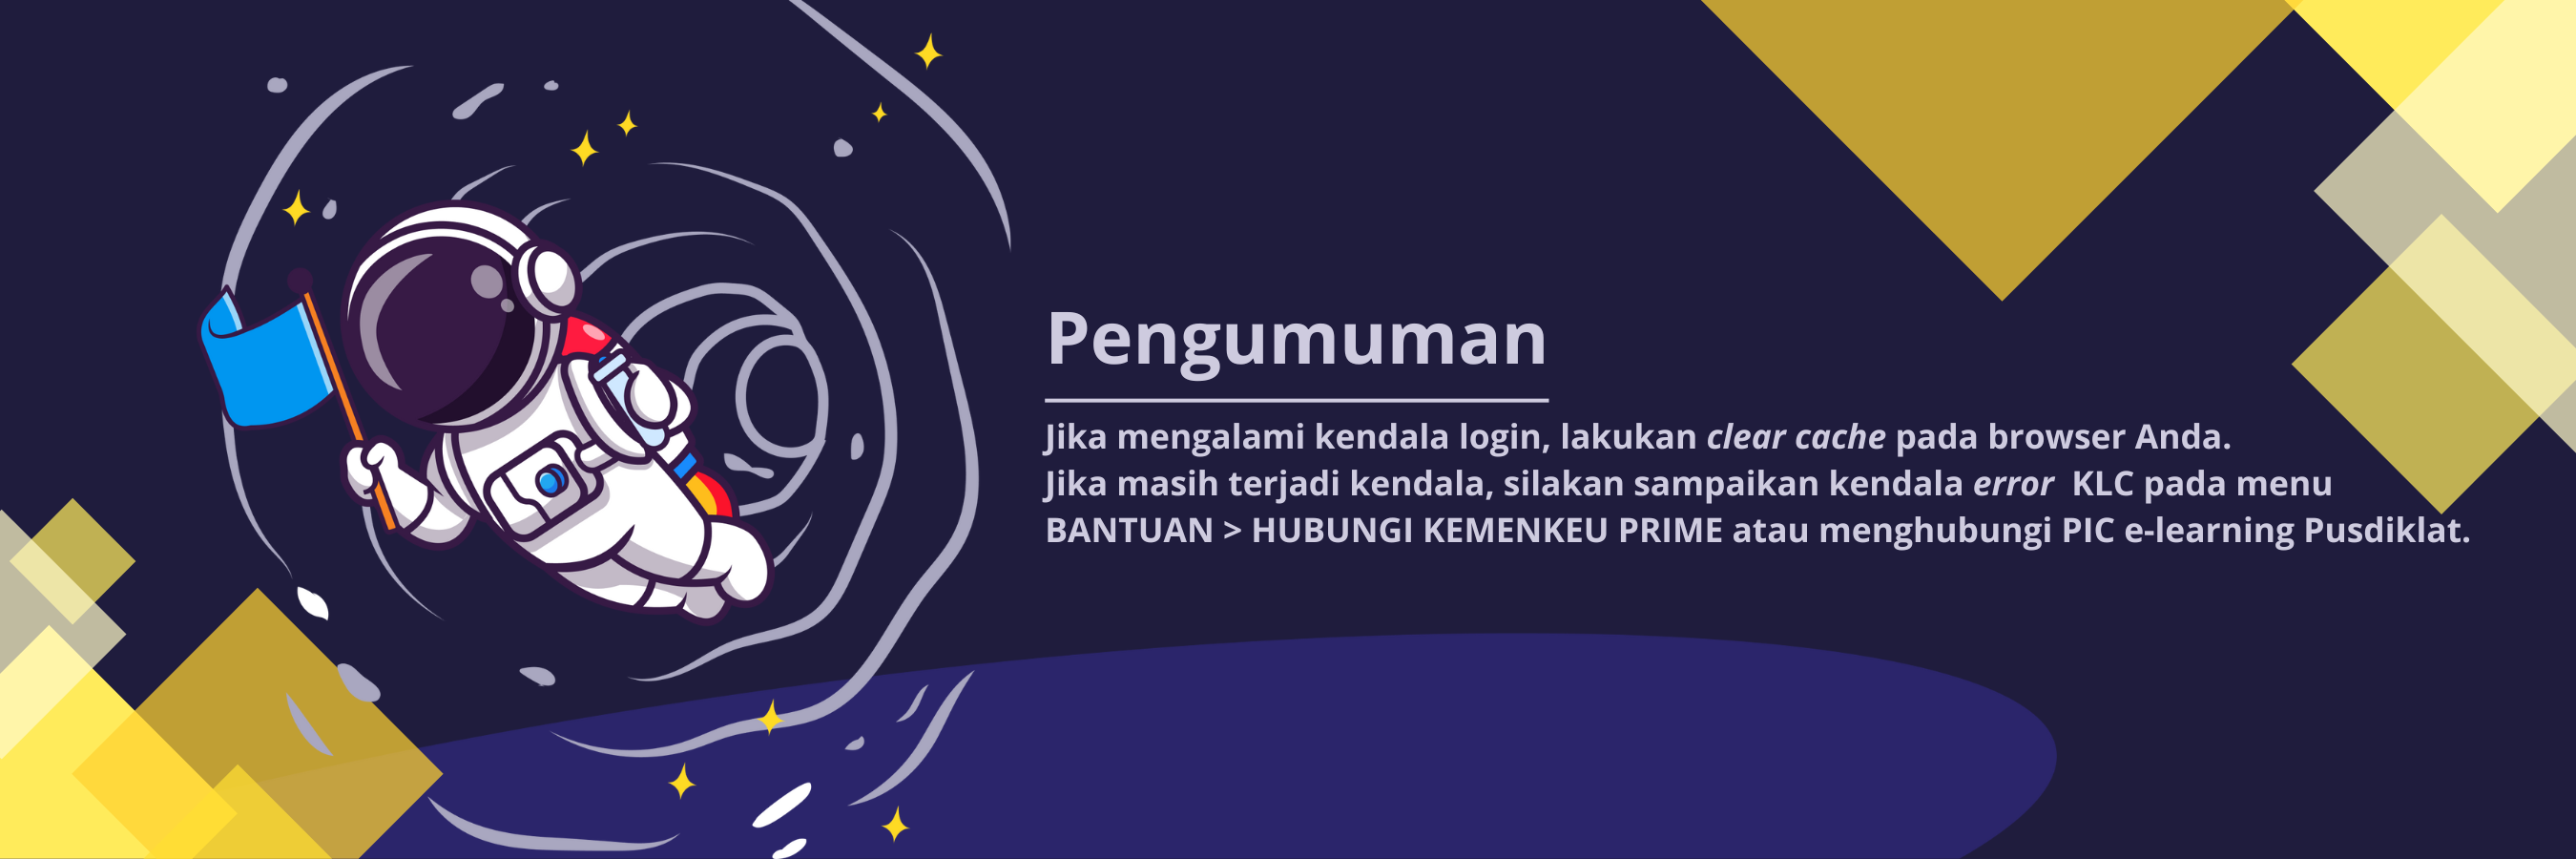 Pengumuman
Jika mengalami kendala login, lakukan clear cache pada browser Anda.
Jika masih terjadi kendala, silakan sampaikan kendala error KLC pada menu
BANTUAN > HUBUNGI KEMENKEU PRIME atau menghubungi PIC e-learning Pusdiklat.